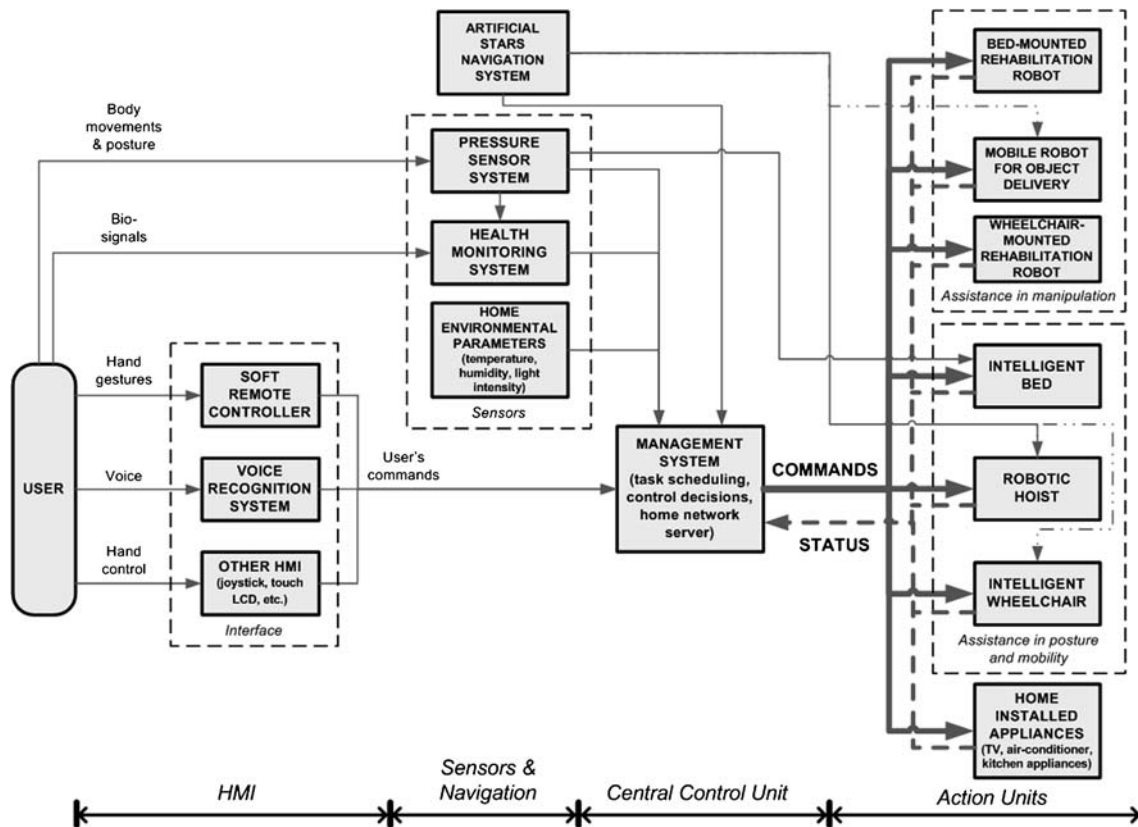 ARTIFICIAL
STARS
NAVIGATION
SYSTEM
BED-MOUNTED
REHABILITATION
ROBOT
Body
movements
& posture
PRESSURE
SENSOR
SYSTEM
MOBILE ROBOT
FOR OBJECT
DELIVERY
Bio-
signals
HEALTH
MONITORING
SYSTEM
WHEELCHAIR-
MOUNTED
REHABILITATION
ROBOT
Assistance in manipulation
HOME
ENVIRONMENTAL
PARAMETERS
(temperature,
humidity, light
intensity)
Sensors
Hand
gestures
SOFT
REMOTE
CONTROLLER
INTELLIGENT
BED
USER
Voice
VOICE
RECOGNITION
SYSTEM
User's
commands
MANAGEMENT
SYSTEM
(task scheduling,
control decisions,
home network
server)
COMMANDS
STATUS
ROBOTIC
HOIST
Hand
control
OTHER HMI
(joystick, touch
LCD, etc.)
Interface
INTELLIGENT
WHEELCHAIR
Assistance in posture
and mobility
HOME
INSTALLED
APPLIANCES
(TV, air-conditioner,
kitchen appliances)
HMI
Sensors &
Navigation
Central Control Unit
Action Units